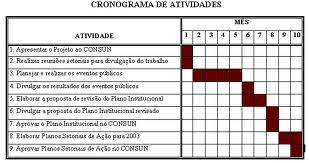 CRONOGRAMA DE ATIVIDADES
MÊS
ATIVIDADE
1 2 3 4 5 6 7 8 9 10
1. Apresentar o Projeto ao CONSUN
2. Realizar reuniões setoriais para divulgação do trabalho
3. Planejar e realizar os eventos públicos
4. Divulgar os resultados dos eventos públicos
5. Elaborar a proposta de revisão do Plano Institucional
6. Divulgar a proposta do Plano Institucional revisado
7. Aprovar o Plano Institucional no CONSUN
8. Elaborar Planos Setoriais de Ação para 2003
9. Aprovar Planos Setoriais de Ação no CONSUN